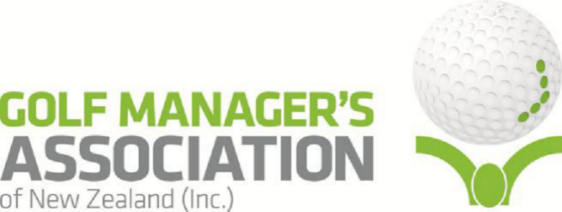 GOLF MANAGER'S
ASSOCIATION
of New Zealand (Inc.)